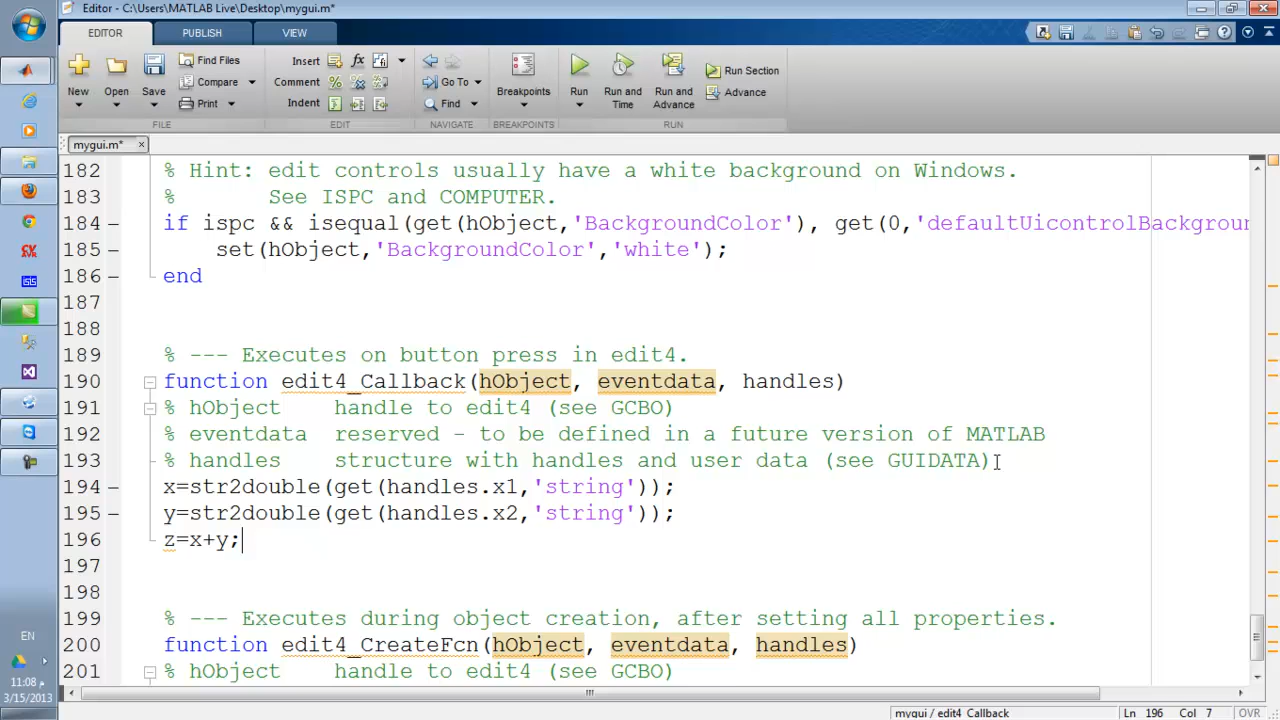 Editor - C:\Users\MATLAB Live\Desktop\mygui.m*
EDITOR PUBLISH VIEW
New Open Save Find Files Compare Print
FILE
Insert Comment Indent
EDIT
Go To Find
NAVIGATE
Breakpoints
BREAKPOINTS
Run Run and Time Run and Advance Run Section Advance
RUN
mygui.m*
182 % Hint: edit controls usually have a white background on Windows.
183 %       See ISPC and COMPUTER.
184 if ispc && isequal(get(hObject,'BackgroundColor'), get(0,'defaultUicontrolBackgroun
185     set(hObject,'BackgroundColor','white');
186 end
187
188
189 % --- Executes on button press in edit4.
190 function edit4_Callback(hObject, eventdata, handles)
191 % hObject    handle to edit4 (see GCBO)
192 % eventdata  reserved - to be defined in a future version of MATLAB
193 % handles    structure with handles and user data (see GUIDATA)
194 x=str2double(get(handles.x1,'string'));
195 y=str2double(get(handles.x2,'string'));
196 z=x+y;
197
198
199 % --- Executes during object creation, after setting all properties.
200 function edit4_CreateFcn(hObject, eventdata, handles)
201 % hObject    handle to edit4 (see GCBO)
mygui / edit4_Callback Ln 196 Col 7 OVR
EN
11:08 م
3/15/2013